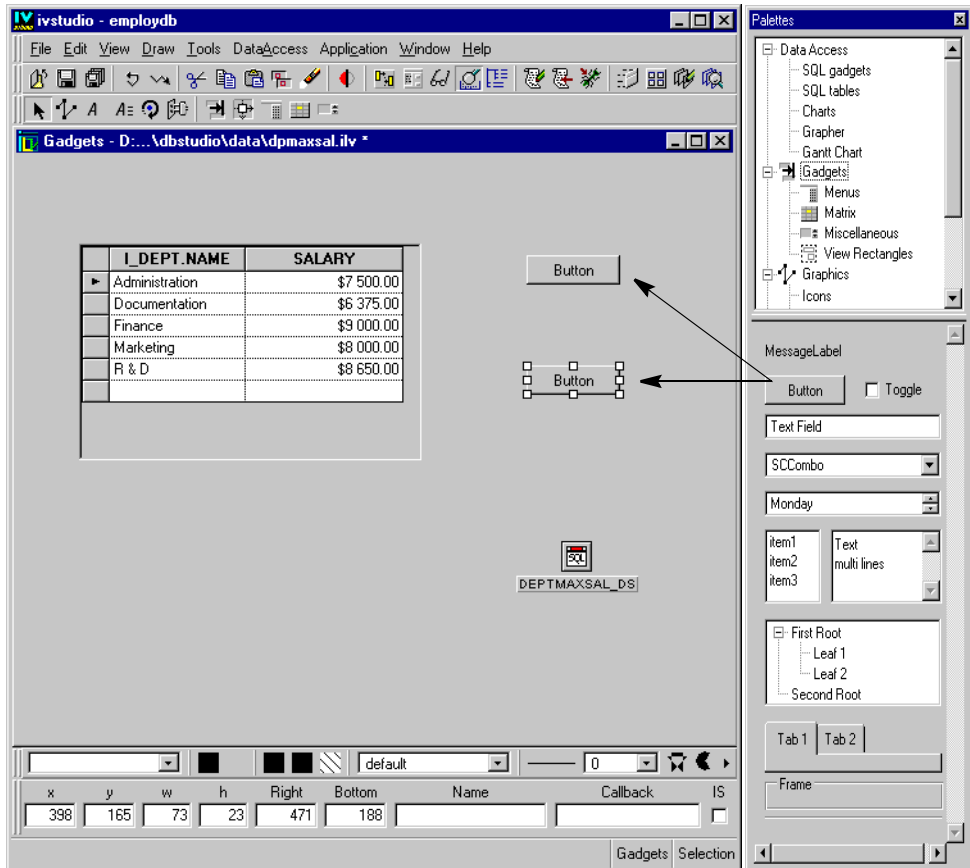 ivstudio - employdb
File Edit View Draw Tools DataAccess Application Window Help
Gadgets - D:...\dbstudio\data\dpmaxsal.ilv *
I_DEPT.NAME SALARY
Administration $7 500.00
Documentation $6 375.00
Finance $9 000.00
Marketing $8 000.00
R & D $8 650.00
Button
Button
SQL
DEPTMAXSAL_DS
default 0
x y w h Right Bottom Name Callback IS
398 165 73 23 471 188
Gadgets Selection
Palettes
Data Access
SQL gadgets
SQL tables
Charts
Grapher
Gantt Chart
Gadgets
Menus
Matrix
Miscellaneous
View Rectangles
Graphics
Icons
MessageLabel
Button Toggle
Text Field
SCCombo
Monday
item1
item2
item3
Text
multi lines
First Root
Leaf 1
Leaf 2
Second Root
Tab 1 Tab 2
Frame